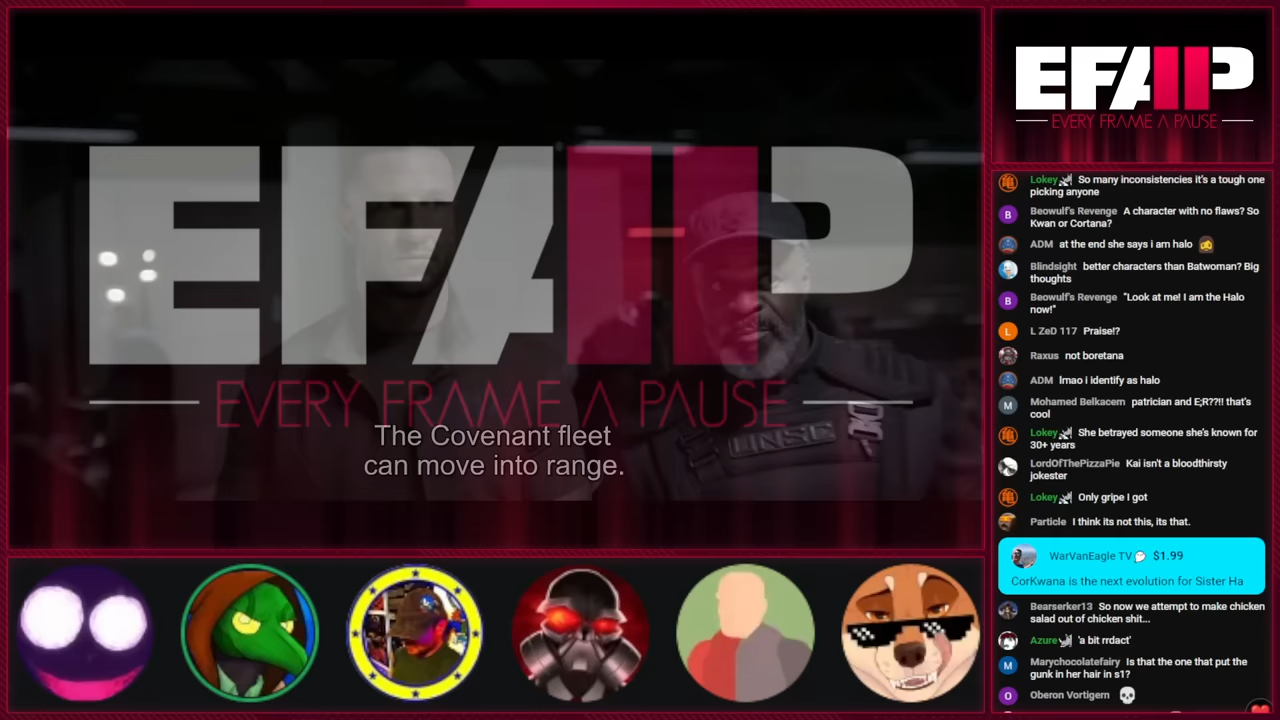 EFAP
EVERY FRAME A PAUSE
UNSC
The Covenant fleet
can move into range.
EFAP
EVERY FRAME A PAUSE
Lokey So many inconsistencies it's a tough one
picking anyone
B Beowulf's Revenge A character with no flaws? So
Kwan or Cortana?
ADM at the end she says i am halo
Blindsight better characters than Batwoman? Big
thoughts
B Beowulf's Revenge "Look at me! I am the Halo
now!"
L L ZeD 117 Praise!?
Raxus not boretana
ADM lmao i identify as halo
M Mohamed Belkacem patrician and E;R??!! that's
cool
Lokey She betrayed someone she's known for
30+ years
LordOfThePizzaPie Kai isn't a bloodthirsty
jokester
Lokey Only gripe I got
Particle I think its not this, its that.
WarVanEagle TV $1.99
CorKwana is the next evolution for Sister Ha
Bearserker13 So now we attempt to make chicken
salad out of chicken shit...
Azure 'a bit rrdact'
M Marychocolatefairy Is that the one that put the
gunk in her hair in s1?
O Oberon Vortigern